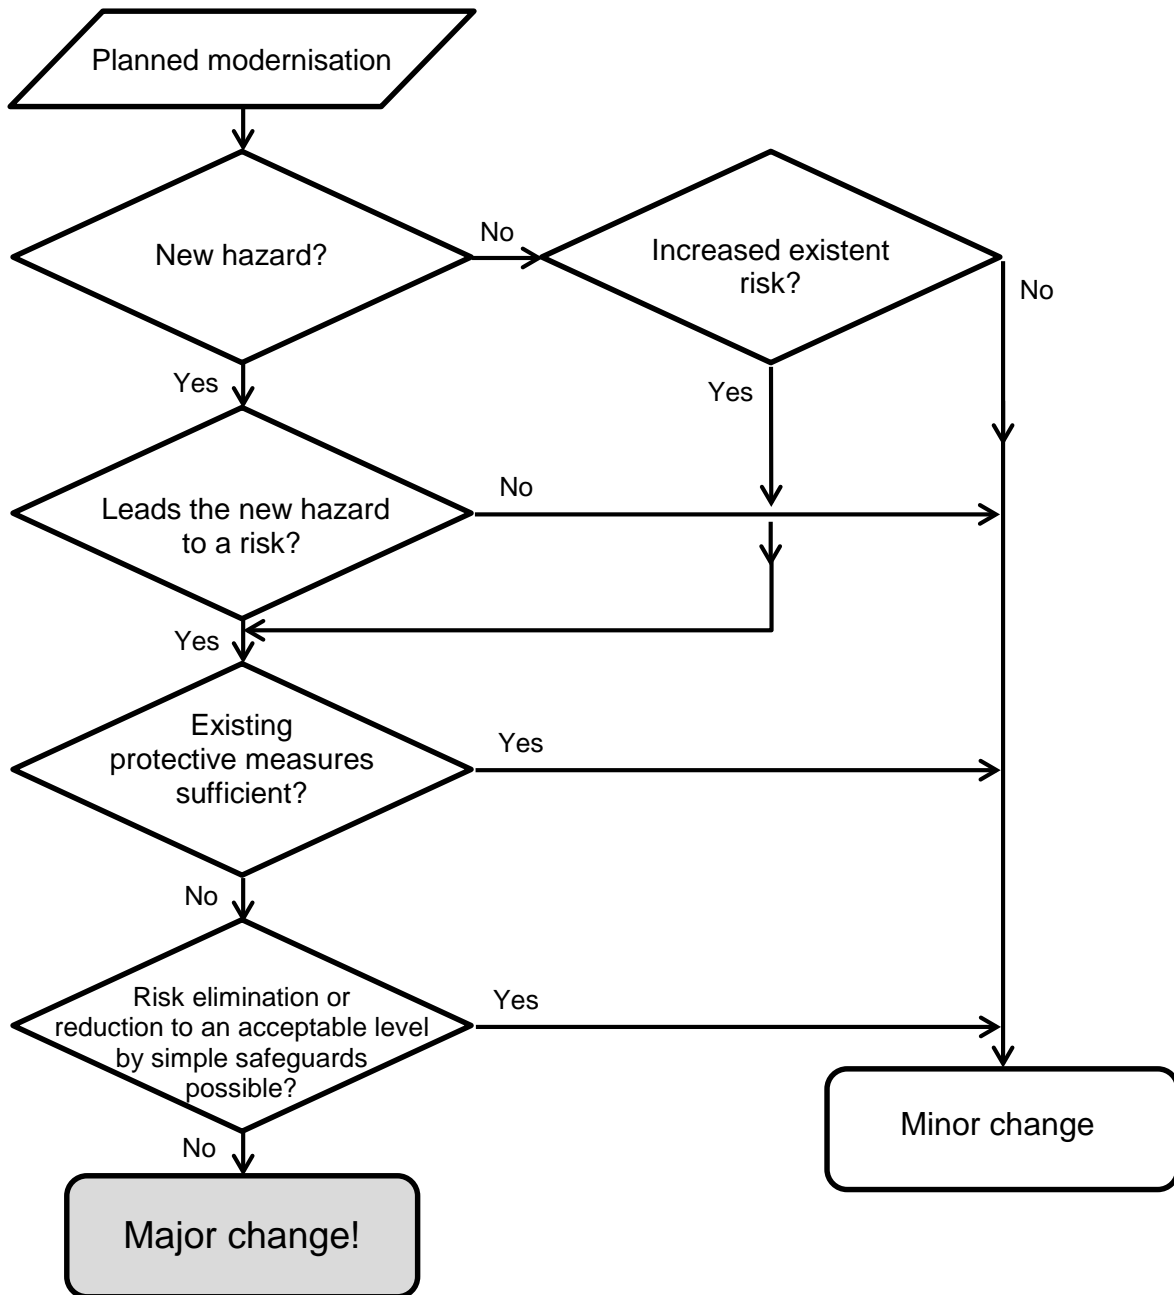 Planned modernisation
New hazard?
No
Increased existent
risk?
No
Yes
Yes
Leads the new hazard
to a risk?
No
Yes
Existing
protective measures
sufficient?
Yes
No
Risk elimination or
reduction to an acceptable level
by simple safeguards
possible?
Yes
Minor change
No
Major change!